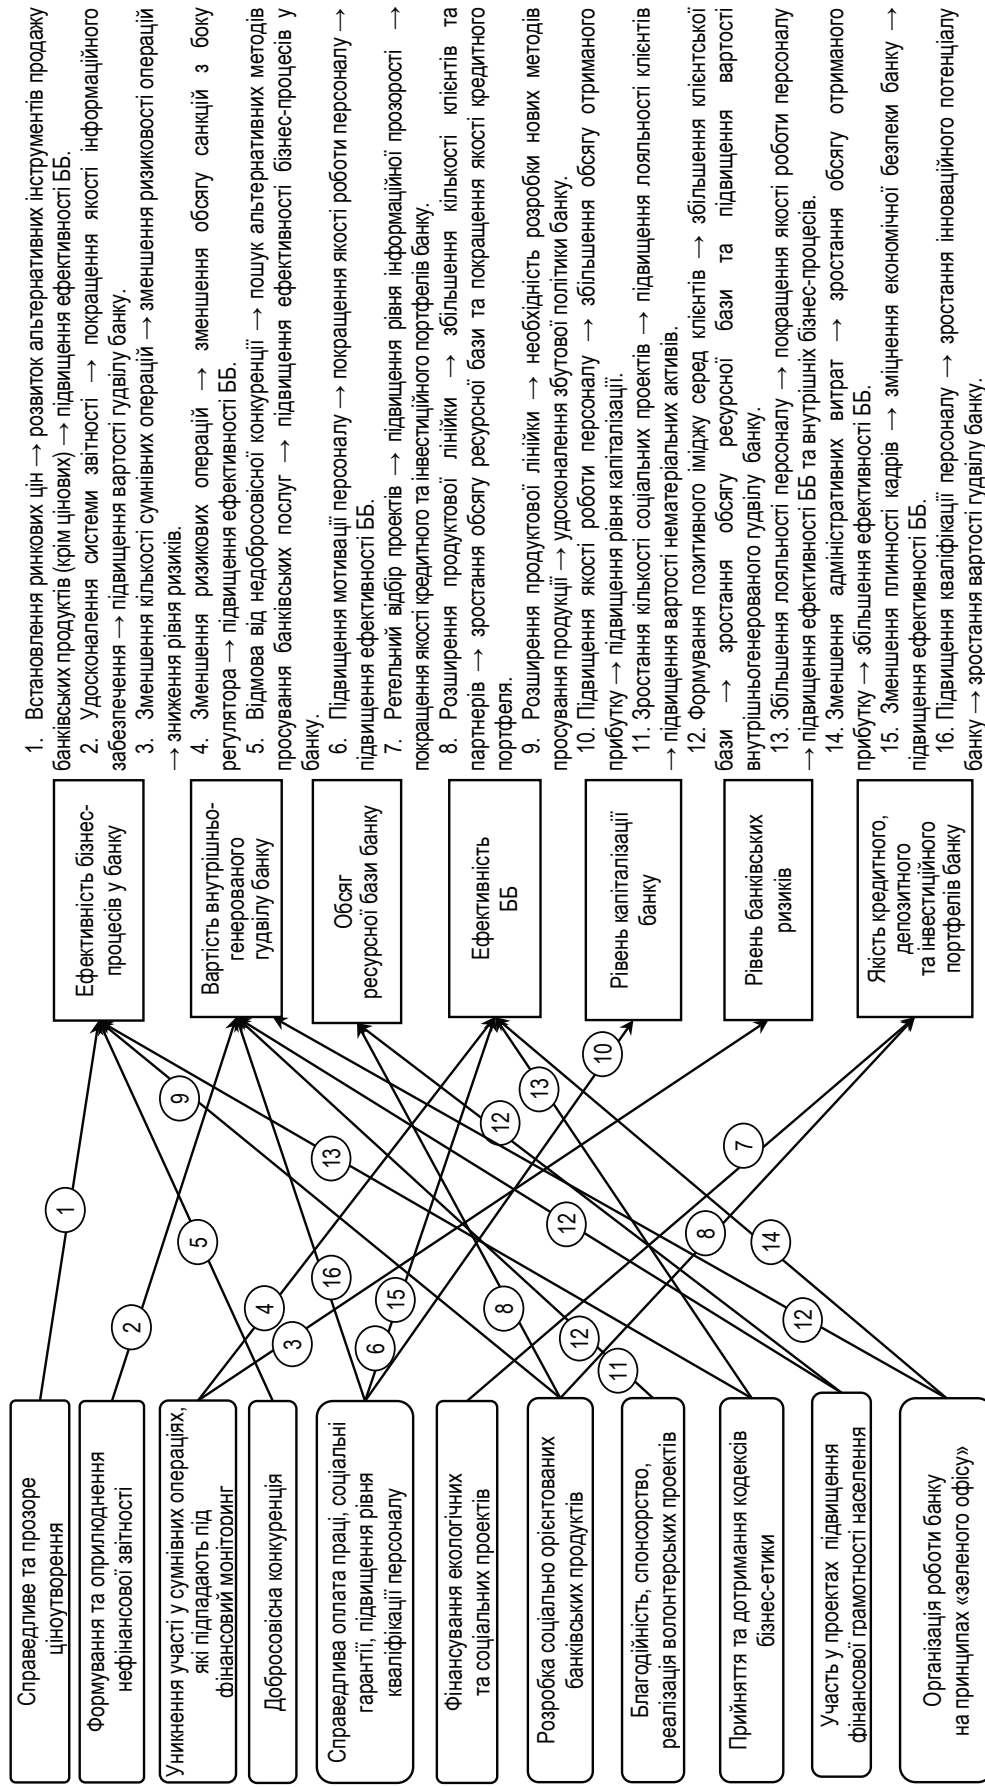 Справедливе та прозоре
ціноутворення
Формування та оприлюднення
нефінансової звітності
Уникнення участі у сумнівних операціях,
які підпадають під
фінансовий моніторинг
Добросовісна конкуренція
Справедлива оплата праці, соціальні
гарантії, підвищення рівня
кваліфікації персоналу
Фінансування екологічних
та соціальних проектів
Розробка соціально орієнтованих
банківських продуктів
Благодійність, спонсорство,
реалізація волонтерських проектів
Прийняття та дотримання кодексів
бізнес-етики
Участь у проектах підвищення
фінансової грамотності населення
Організація роботи банку
на принципах «зеленого офісу»
1
2
5
4
3
16
15
6
8
12
11
9
13
12
12
14
12
8
7
13
10
Ефективність бізнес-
процесів у банку
Вартість внутрішньо-
генерованого
гудвілу банку
Обсяг
ресурсної бази банку
Ефективність
ББ
Рівень капіталізації
банку
Рівень банківських
ризиків
Якість кредитного,
депозитного
та інвестиційного
портфелів банку
1. Встановлення ринкових цін → розвиток альтернативних інструментів продажу
банківських продуктів (крім цінових) → підвищення ефективності ББ.
2. Удосконалення системи звітності → покращення якості інформаційного
забезпечення → підвищення вартості гудвілу банку.
3. Зменшення кількості сумнівних операцій → зменшення ризиковості операцій
→ зниження рівня ризиків.
4. Зменшення ризикових операцій → зменшення обсягу санкцій з боку
регулятора → підвищення ефективності ББ.
5. Відмова від недобросовісної конкуренції → пошук альтернативних методів
просування банківських послуг → підвищення ефективності бізнес-процесів у
банку.
6. Підвищення мотивації персоналу → покращення якості роботи персоналу →
підвищення ефективності ББ.
7. Ретельний відбір проектів → підвищення рівня інформаційної прозорості →
покращення якості кредитного та інвестиційного портфелів банку.
8. Розширення продуктової лінійки → збільшення кількості клієнтів та
партнерів → зростання обсягу ресурсної бази та покращення якості кредитного
портфеля.
9. Розширення продуктової лінійки → необхідність розробки нових методів
просування продукції → удосконалення збутової політики банку.
10. Підвищення якості роботи персоналу → збільшення обсягу отриманого
прибутку → підвищення рівня капіталізації.
11. Зростання кількості соціальних проектів → підвищення лояльності клієнтів
→ підвищення вартості нематеріальних активів.
12. Формування позитивного іміджу серед клієнтів → збільшення клієнтської
бази → зростання обсягу ресурсної бази та підвищення вартості
внутрішньогенерованого гудвілу банку.
13. Збільшення лояльності персоналу → покращення якості роботи персоналу
→ підвищення ефективності ББ та внутрішніх бізнес-процесів.
14. Зменшення адміністративних витрат → зростання обсягу отриманого
прибутку → збільшення ефективності ББ.
15. Зменшення плинності кадрів → зміцнення економічної безпеки банку →
підвищення ефективності ББ.
16. Підвищення кваліфікації персоналу → зростання інноваційного потенціалу
банку → зростання вартості гудвілу банку.